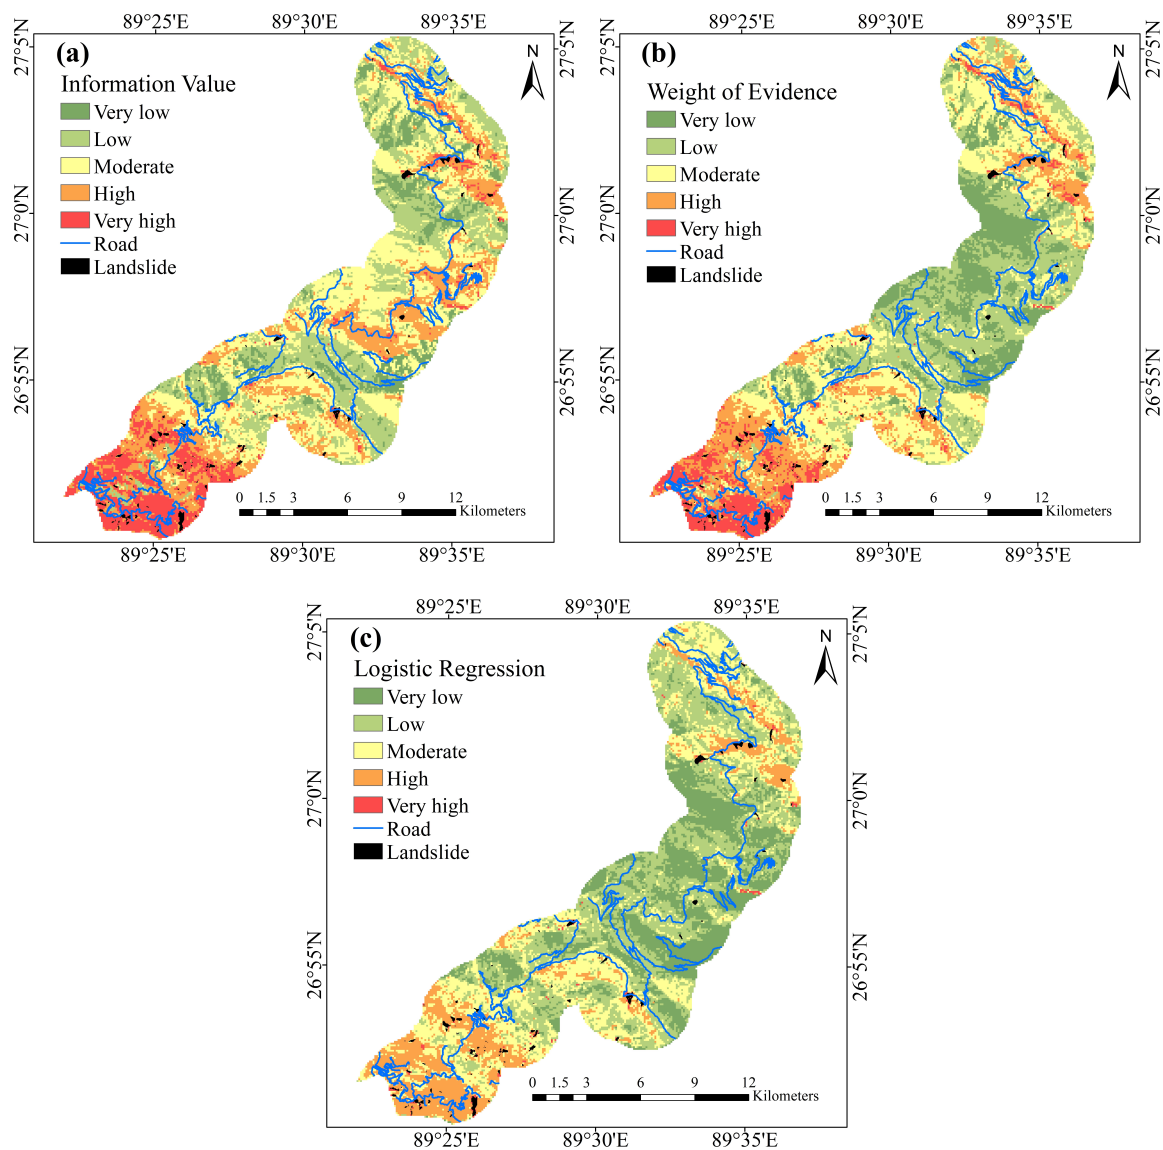 89°25'E 89°30'E 89°35'E
27°5'N 27°0'N 26°55'N
(a)
N
Information Value
Very low
Low
Moderate
High
Very high
Road
Landslide
0 1.5 3 6 9 12
Kilometers
27°5'N 27°0'N 26°55'N
89°25'E 89°30'E 89°35'E
89°25'E 89°30'E 89°35'E
27°5'N 27°0'N 26°55'N
(b)
N
Weight of Evidence
Very low
Low
Moderate
High
Very high
Road
Landslide
0 1.5 3 6 9 12
Kilometers
27°5'N 27°0'N 26°55'N
89°25'E 89°30'E 89°35'E
89°25'E 89°30'E 89°35'E
27°5'N 27°0'N 26°55'N
(c)
N
Logistic Regression
Very low
Low
Moderate
High
Very high
Road
Landslide
0 1.5 3 6 9 12
Kilometers
27°5'N 27°0'N 26°55'N
89°25'E 89°30'E 89°35'E